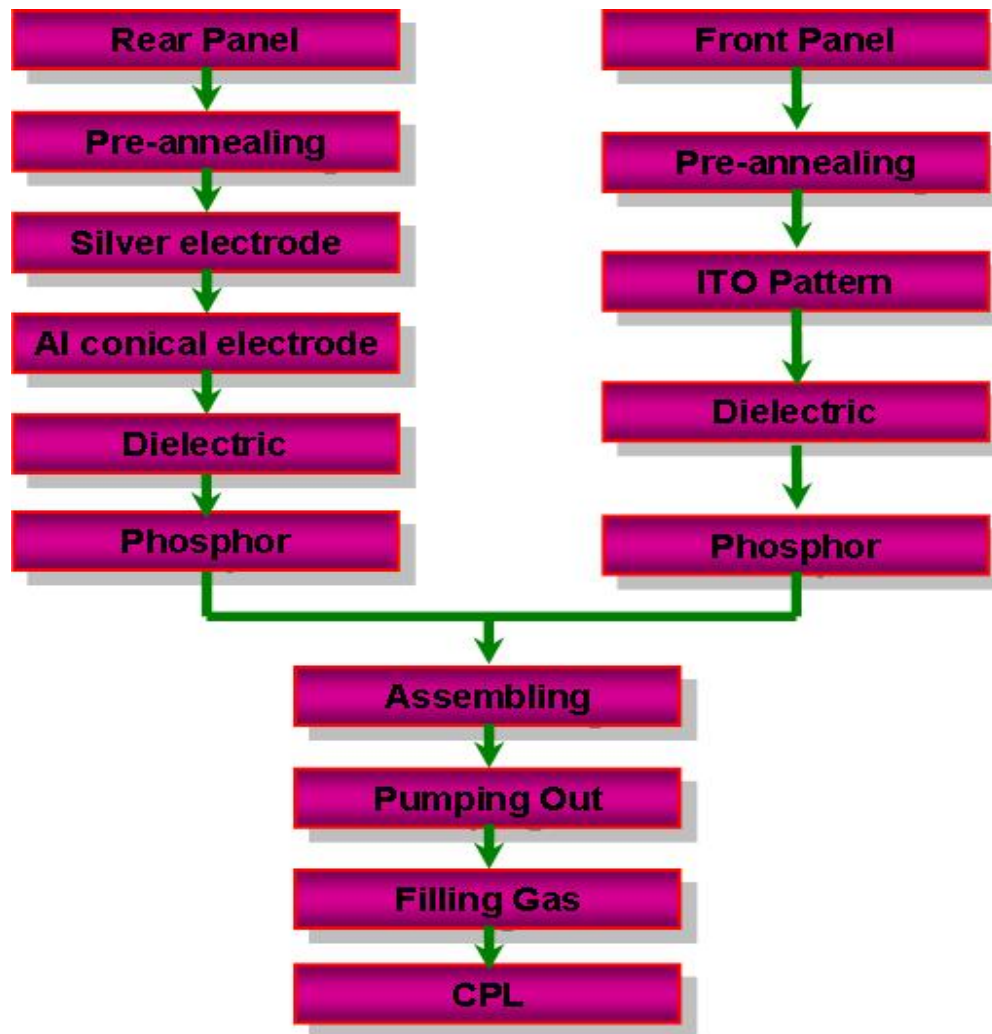 Rear Panel
Pre-annealing
Silver electrode
Al conical electrode
Dielectric
Phosphor
Front Panel
Pre-annealing
ITO Pattern
Dielectric
Phosphor
Assembling
Pumping Out
Filling Gas
CPL